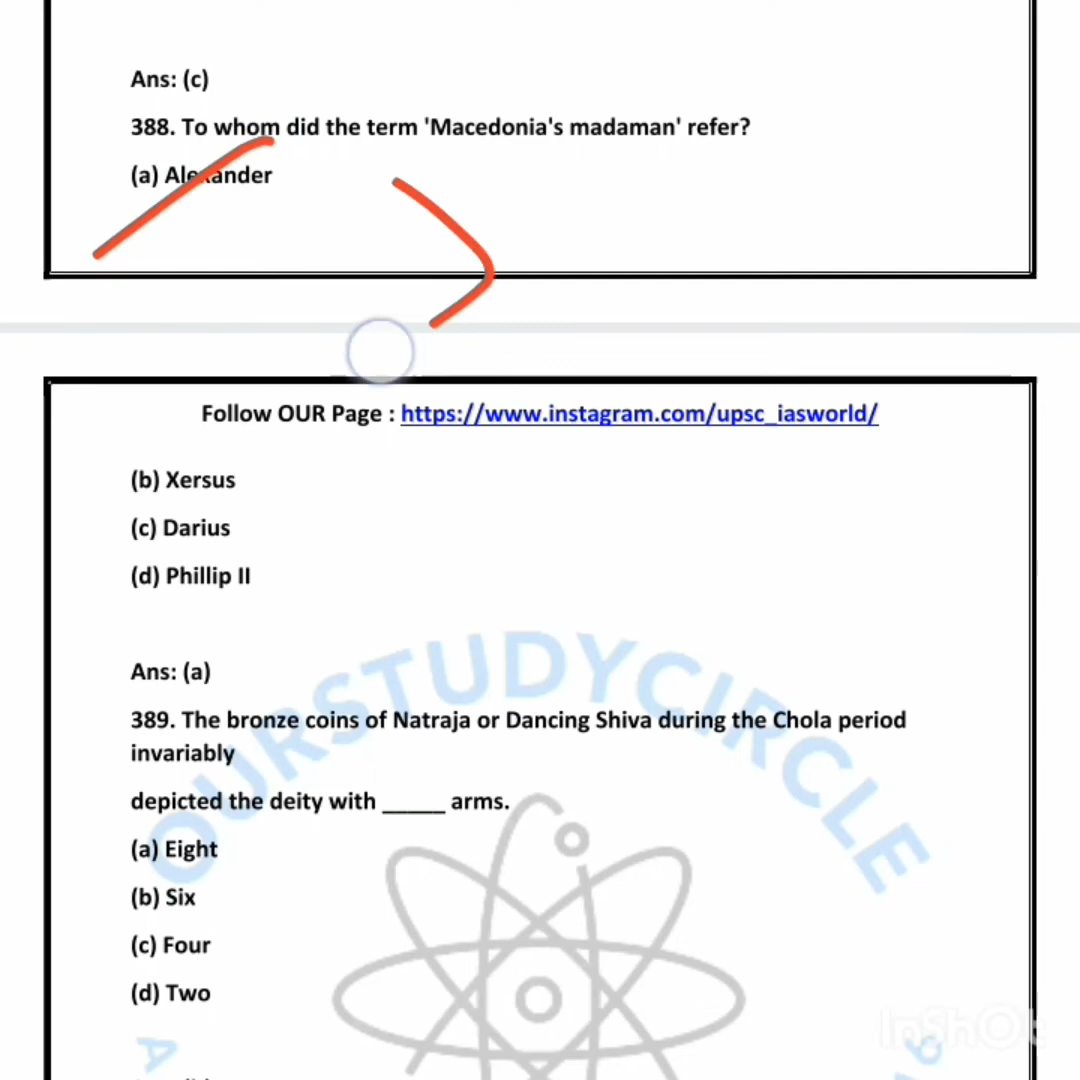 Ans: (c)
388. To whom did the term 'Macedonia's madaman' refer?
(a) Alexander
Follow OUR Page : https://www.instagram.com/upsc_iasworld/
(b) Xersus
(c) Darius
(d) Phillip II
Ans: (a)
OURSTUDYCIRCLE
389. The bronze coins of Natraja or Dancing Shiva during the Chola period
invariably
depicted the deity with _____ arms.
(a) Eight
(b) Six
(c) Four
(d) Two
InShOt